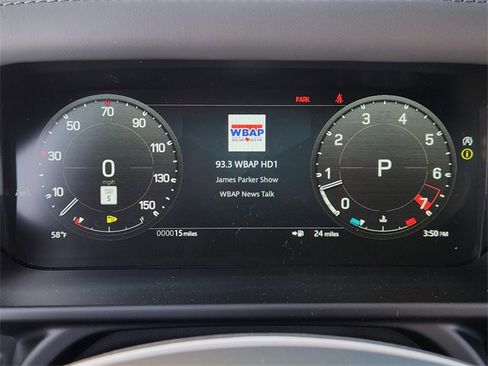 PARK
70
50 90
30 110
0
mph
10 130
150
5
WBAP
93.3 WBAP HD1
James Parker Show
WBAP News Talk
3 4
2 5
1 6
P
0 7
58°F
000015 miles
24 miles
3:50 PM